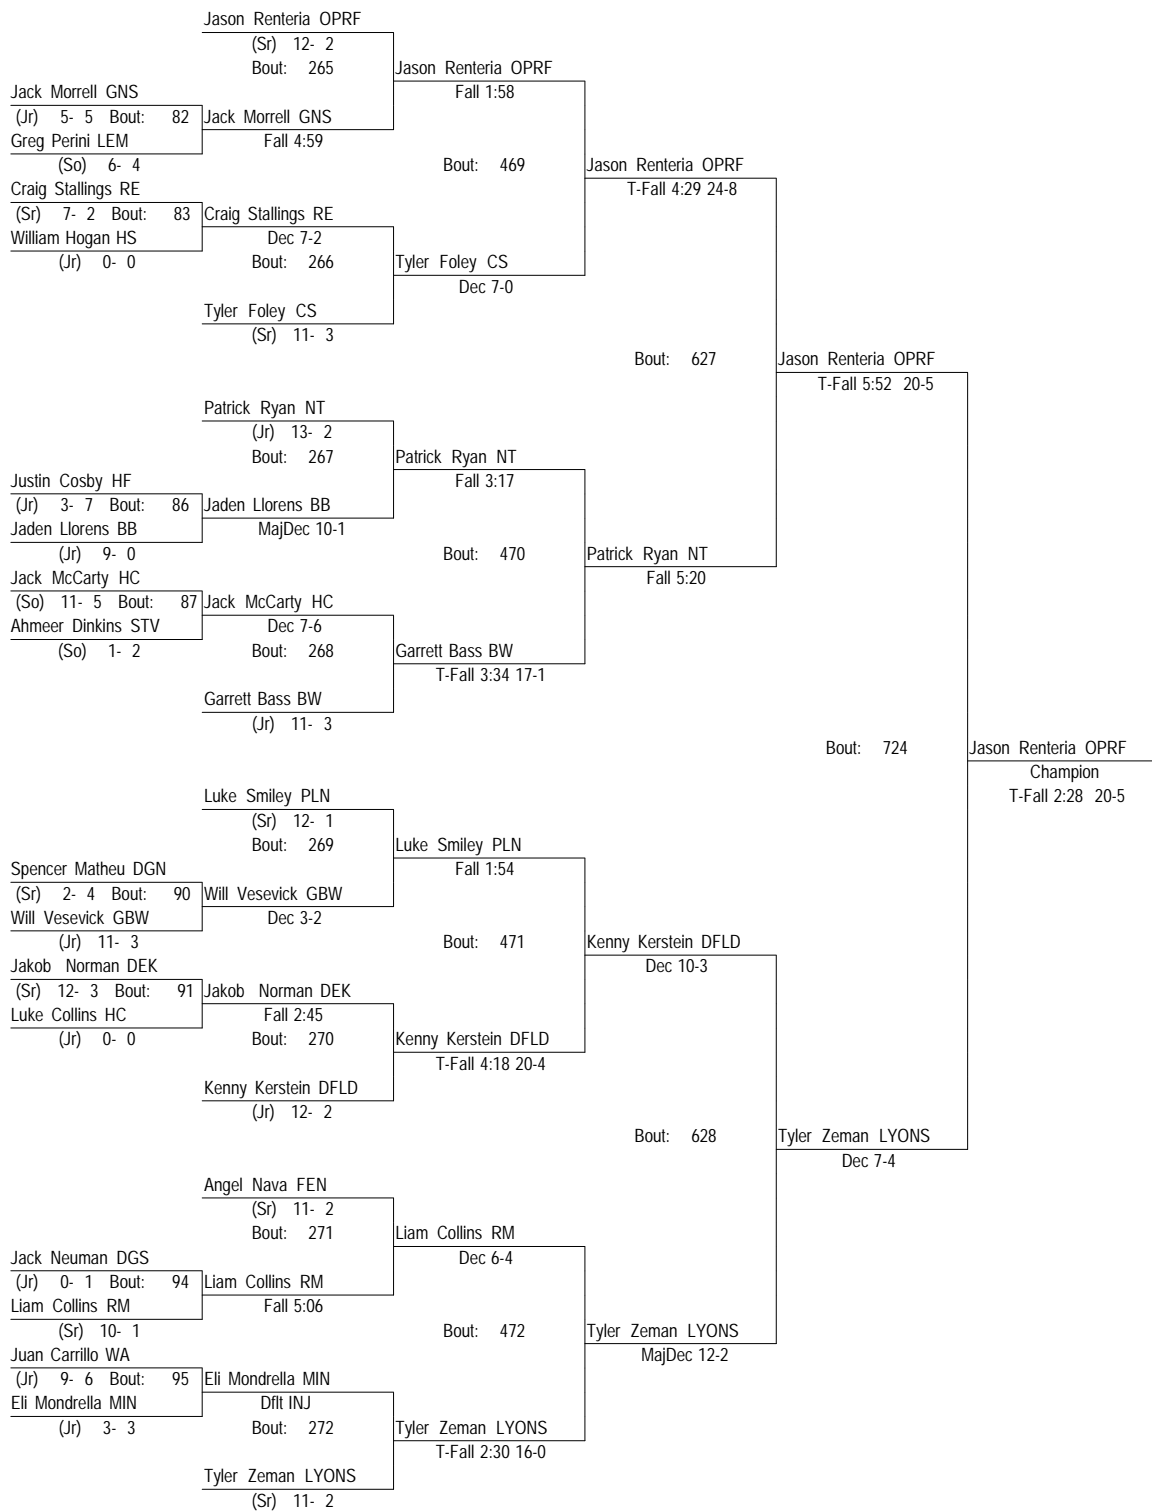 Jason Renteria OPRF
(Sr) 12- 2
Bout: 265
Jason Renteria OPRF
Fall 1:58
Jack Morrell GNS
(Jr) 5- 5 Bout: 82
Jack Morrell GNS
Greg Perini LEM
Fall 4:59
(So) 6- 4
Bout: 469
Jason Renteria OPRF
T-Fall 4:29 24-8
Craig Stallings RE
(Sr) 7- 2 Bout: 83
Craig Stallings RE
William Hogan HS
Dec 7-2
(Jr) 0- 0
Bout: 266
Tyler Foley CS
Dec 7-0
Tyler Foley CS
(Sr) 11- 3
Bout: 627
Jason Renteria OPRF
T-Fall 5:52 20-5
Patrick Ryan NT
(Jr) 13- 2
Bout: 267
Patrick Ryan NT
Fall 3:17
Justin Cosby HF
(Jr) 3- 7 Bout: 86
Jaden Llorens BB
Jaden Llorens BB
MajDec 10-1
(Jr) 9- 0
Bout: 470
Patrick Ryan NT
Fall 5:20
Jack McCarty HC
(So) 11- 5 Bout: 87
Jack McCarty HC
Ahmeer Dinkins STV
Dec 7-6
(So) 1- 2
Bout: 268
Garrett Bass BW
T-Fall 3:34 17-1
Garrett Bass BW
(Jr) 11- 3
Bout: 724
Jason Renteria OPRF
Champion
T-Fall 2:28 20-5
Luke Smiley PLN
(Sr) 12- 1
Bout: 269
Luke Smiley PLN
Fall 1:54
Spencer Matheu DGN
(Sr) 2- 4 Bout: 90
Will Vesevick GBW
Will Vesevick GBW
Dec 3-2
(Jr) 11- 3
Bout: 471
Kenny Kerstein DFLD
Dec 10-3
Jakob Norman DEK
(Sr) 12- 3 Bout: 91
Jakob Norman DEK
Luke Collins HC
Fall 2:45
(Jr) 0- 0
Bout: 270
Kenny Kerstein DFLD
T-Fall 4:18 20-4
Kenny Kerstein DFLD
(Jr) 12- 2
Bout: 628
Tyler Zeman LYONS
Dec 7-4
Angel Nava FEN
(Sr) 11- 2
Bout: 271
Liam Collins RM
Dec 6-4
Jack Neuman DGS
(Jr) 0- 1 Bout: 94
Liam Collins RM
Liam Collins RM
Fall 5:06
(Sr) 10- 1
Bout: 472
Tyler Zeman LYONS
MajDec 12-2
Juan Carrillo WA
(Jr) 9- 6 Bout: 95
Eli Mondrella MIN
Eli Mondrella MIN
Dflt INJ
(Jr) 3- 3
Bout: 272
Tyler Zeman LYONS
T-Fall 2:30 16-0
Tyler Zeman LYONS
(Sr) 11- 2